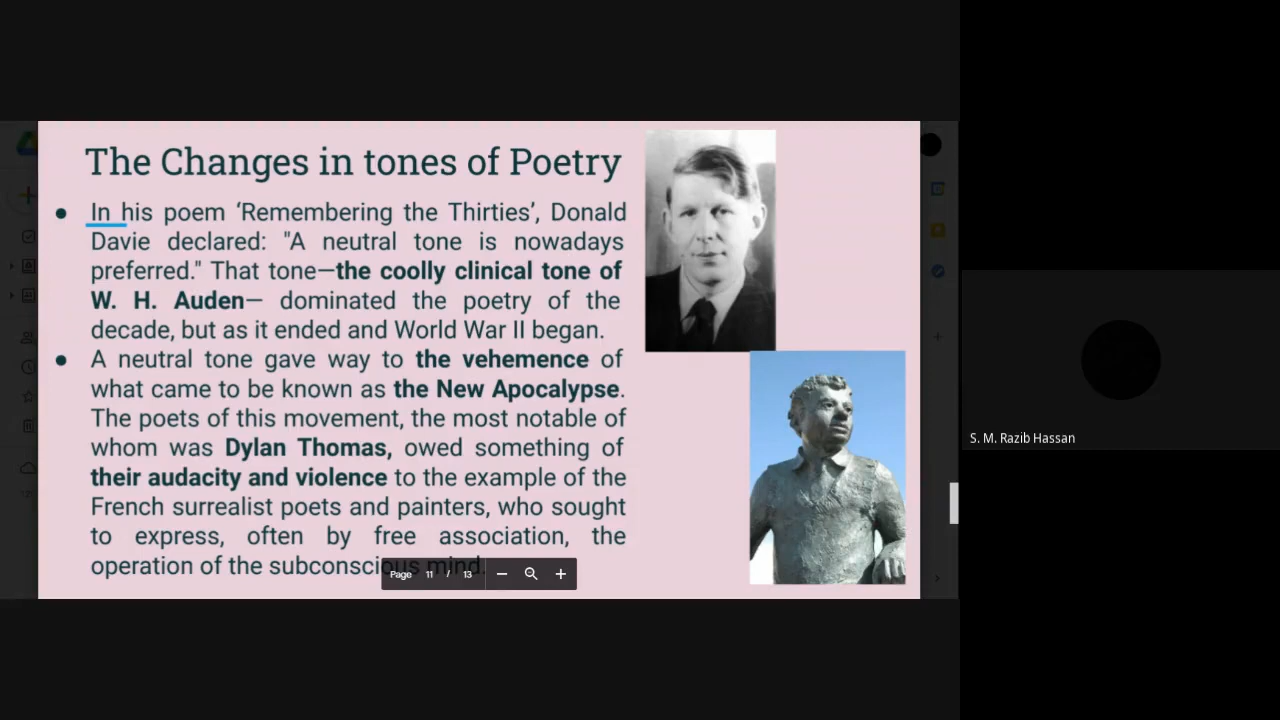 The Changes in tones of Poetry
● In his poem ‘Remembering the Thirties’, Donald
Davie declared: "A neutral tone is nowadays
preferred." That tone—the coolly clinical tone of
W. H. Auden— dominated the poetry of the
decade, but as it ended and World War II began.
● A neutral tone gave way to the vehemence of
what came to be known as the New Apocalypse.
The poets of this movement, the most notable of
whom was Dylan Thomas, owed something of
their audacity and violence to the example of the
French surrealist poets and painters, who sought
to express, often by free association, the
operation of the subconscious mind.
Page 11 / 13
S. M. Razib Hassan